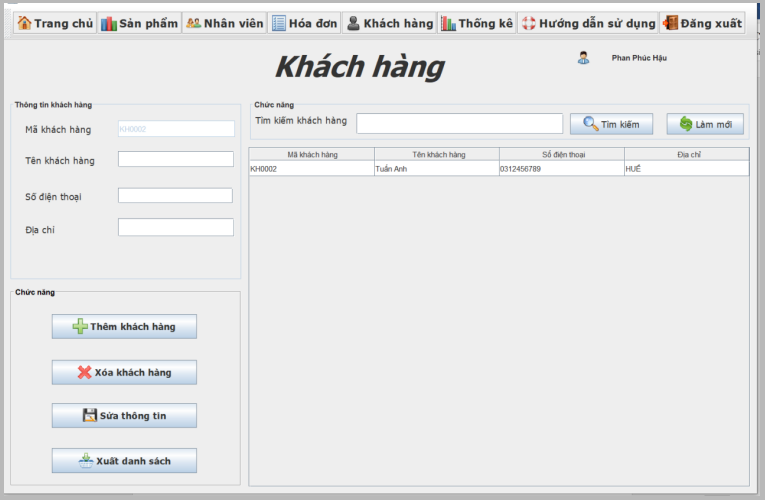 Trang chủ Sản phẩm Nhân viên Hóa đơn Khách hàng Thống kê Hướng dẫn sử dụng Đăng xuất
Khách hàng
Phan Phúc Hậu
Thông tin khách hàng
Mã khách hàng KH0002
Tên khách hàng
Số điện thoại
Địa chỉ
Chức năng
Tìm kiếm khách hàng Tìm kiếm Làm mới
Mã khách hàng Tên khách hàng Số điện thoại Địa chỉ
KH0002 Tuấn Anh 0312456789 HUẾ
Chức năng
Thêm khách hàng
Xóa khách hàng
Sửa thông tin
Xuất danh sách